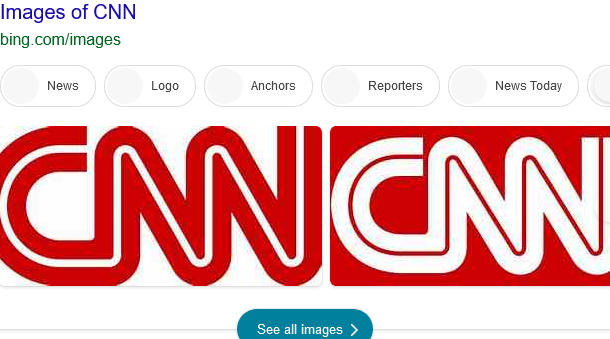 Images of CNN
bing.com/images
News Logo Anchors Reporters News Today
CNN CNN
See all images